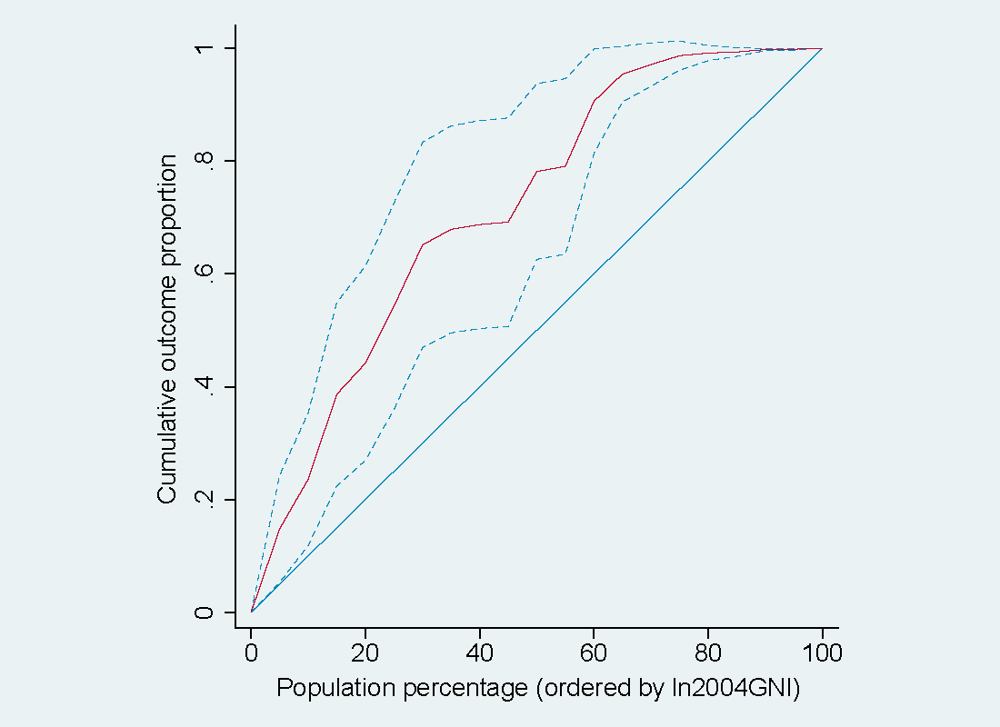 1
.8
.6
.4
.2
0
Cumulative outcome proportion
0 20 40 60 80 100
Population percentage (ordered by ln2004GNI)